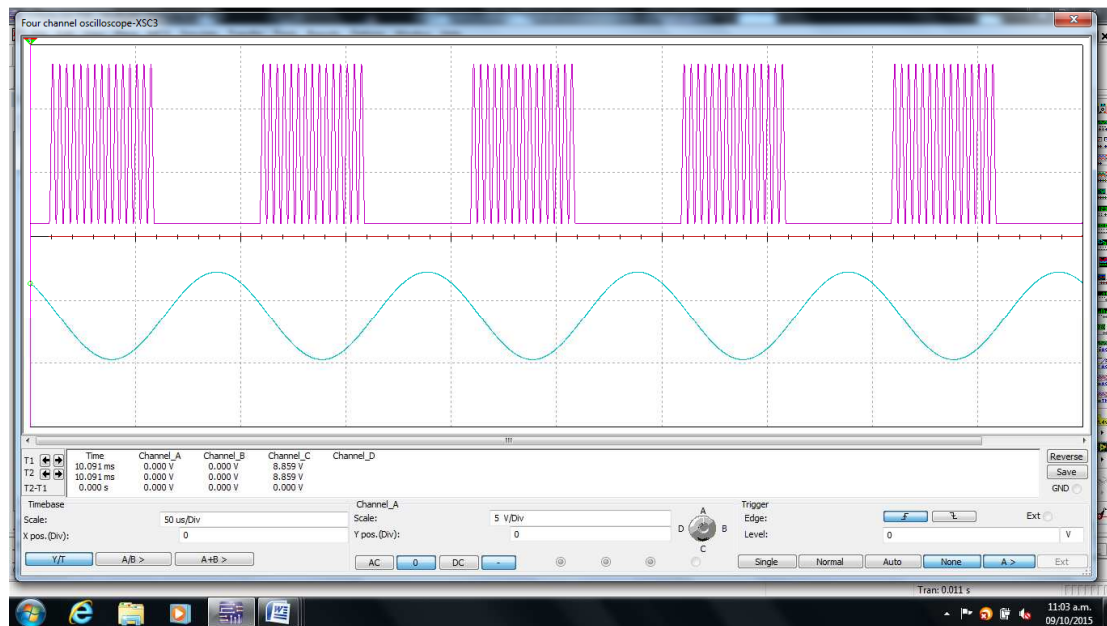 Four channel oscilloscope-XSC3
Time Channel_A Channel_B Channel_C Channel_D
T1 10.091 ms 0.000 V 0.000 V 8.859 V
T2 10.091 ms 0.000 V 0.000 V 8.859 V
T2-T1 0.000 s 0.000 V 0.000 V 0.000 V
Reverse
Save
GND
Timebase
Scale: 50 us/Div
X pos.(Div): 0
Y/T A/B > A+B >
Channel_A
Scale: 5 V/Div
Y pos.(Div): 0
AC 0 DC -
A
D B
C
Trigger
Edge: Ext
Level: 0 V
Single Normal Auto None A > Ext
Tran: 0.011 s
11:03 a.m.
09/10/2015